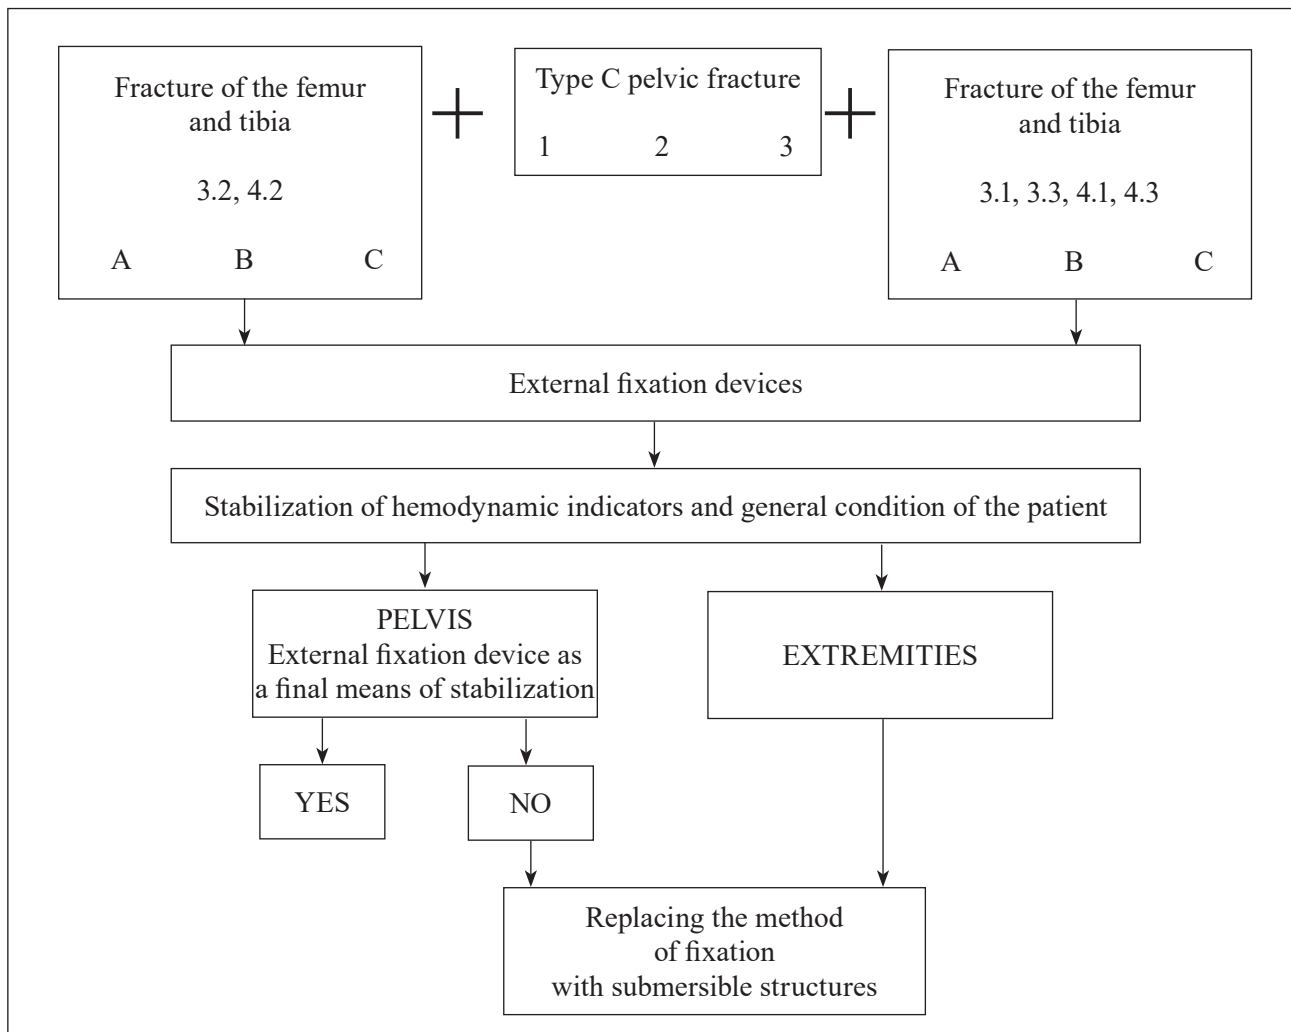 Fracture of the femur
and tibia
3.2, 4.2
A B C
+
Type C pelvic fracture
1 2 3
+
Fracture of the femur
and tibia
3.1, 3.3, 4.1, 4.3
A B C
External fixation devices
Stabilization of hemodynamic indicators and general condition of the patient
PELVIS
External fixation device as
a final means of stabilization
EXTREMITIES
YES
NO
Replacing the method
of fixation
with submersible structures